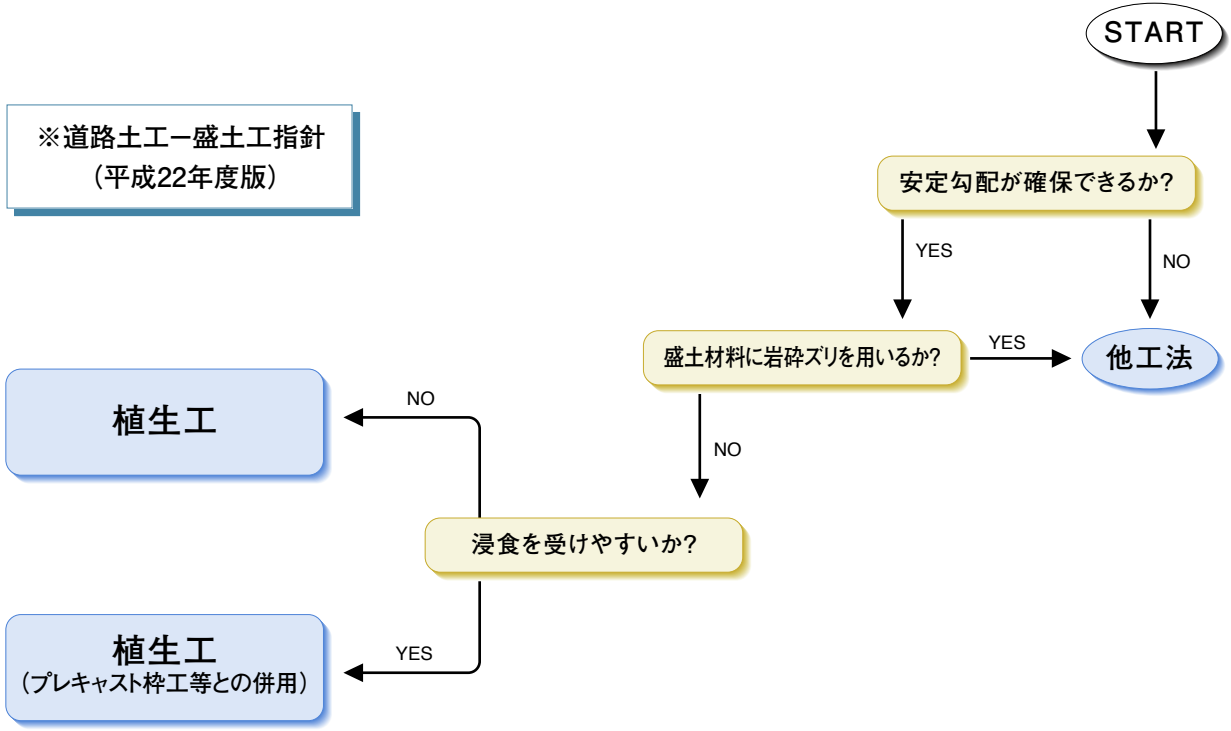 START
※道路土工ー盛土工指針
(平成22年度版)
安定勾配が確保できるか?
YES
NO
盛土材料に岩砕ズリを用いるか?
YES
他工法
NO
植生工
NO
浸食を受けやすいか?
植生工
(プレキャスト枠工等との併用)
YES